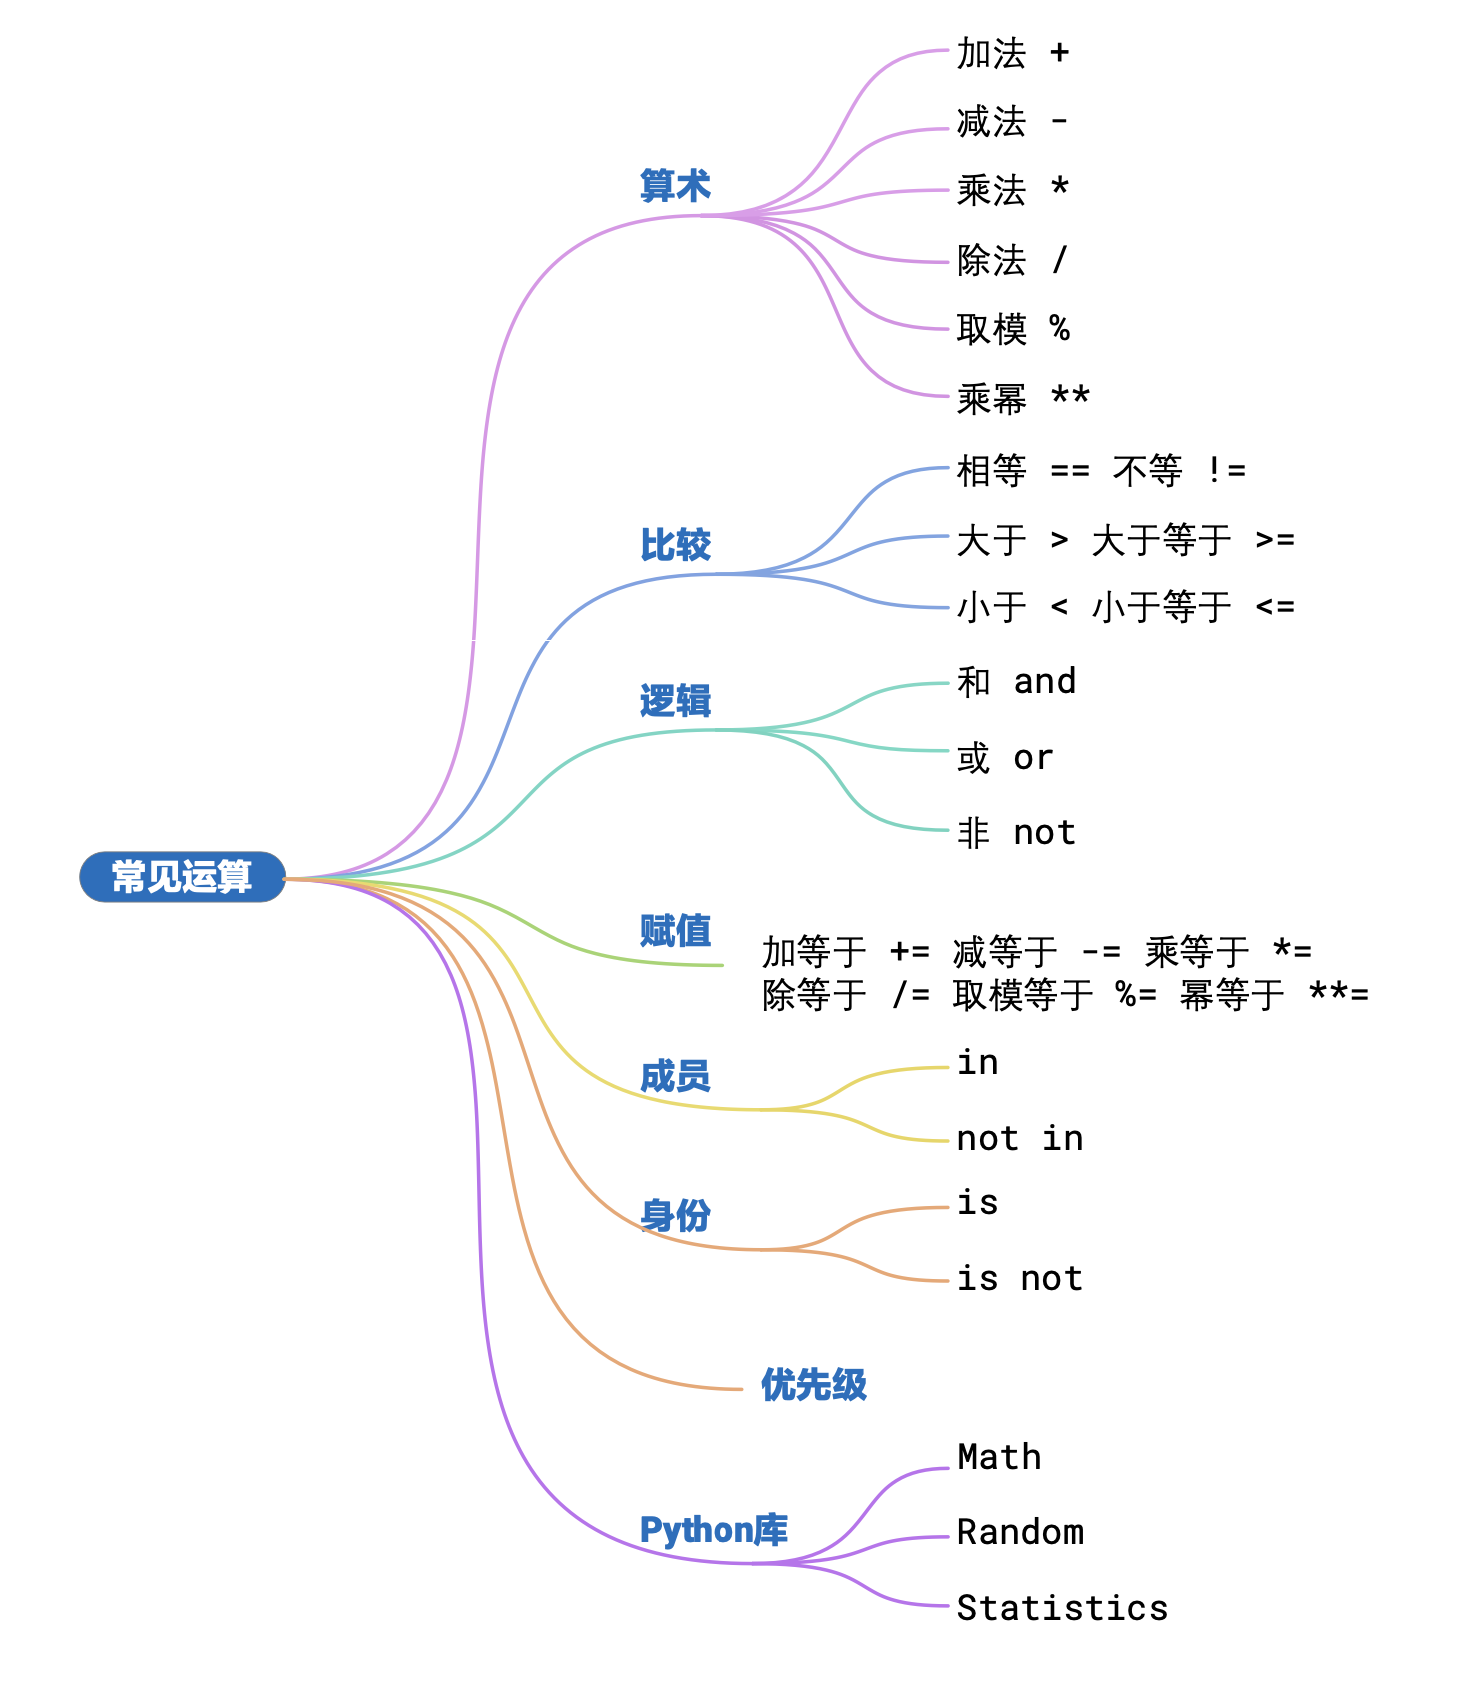 常见运算
算术
加法 +
减法 -
乘法 *
除法 /
取模 %
乘幂 **
比较
相等 == 不等 !=
大于 > 大于等于 >=
小于 < 小于等于 <=
逻辑
和 and
或 or
非 not
赋值
加等于 += 减等于 -= 乘等于 *=
除等于 /= 取模等于 %= 幂等于 **=
成员
in
not in
身份
is
is not
优先级
Python库
Math
Random
Statistics